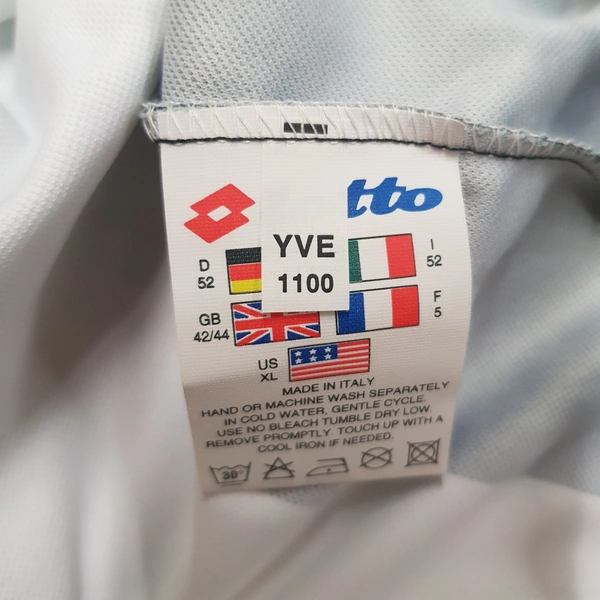 tto
YVE
1100
D
52
I
52
GB
42/44
F
5
US
XL
MADE IN ITALY
HAND OR MACHINE WASH SEPARATELY
IN COLD WATER, GENTLE CYCLE.
USE NO BLEACH TUMBLE DRY LOW.
REMOVE PROMPTLY. TOUCH UP WITH A
COOL IRON IF NEEDED.
30°